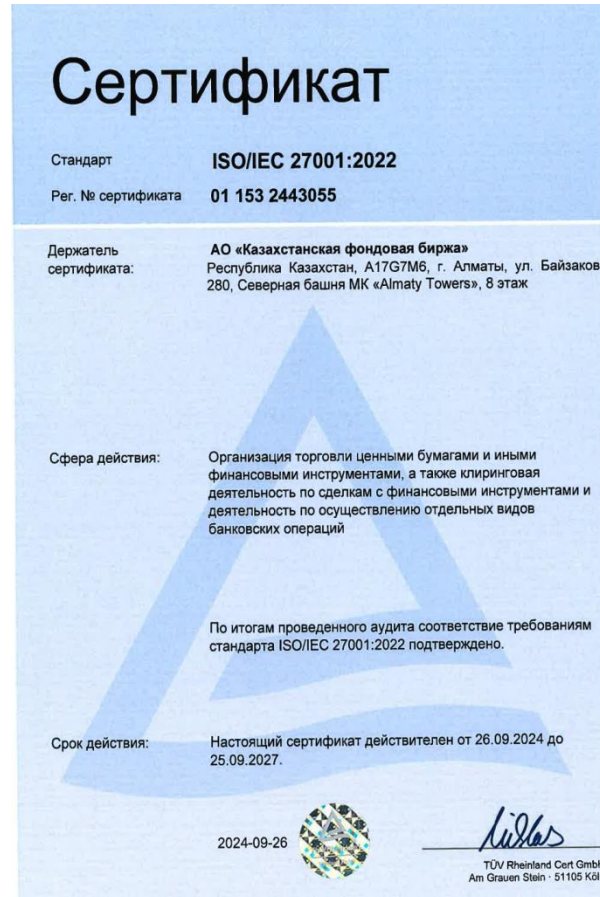 Сертификат
Стандарт ISO/IEC 27001:2022
Рег. № сертификата 01 153 2443055
Держатель сертификата:
АО «Казахстанская фондовая биржа»
Республика Казахстан, A17G7M6, г. Алматы, ул. Байзаков
280, Северная башня МК «Almaty Towers», 8 этаж
Сфера действия:
Организация торговли ценными бумагами и иными
финансовыми инструментами, а также клиринговая
деятельность по сделкам с финансовыми инструментами и
деятельность по осуществлению отдельных видов
банковских операций
По итогам проведенного аудита соответствие требованиям
стандарта ISO/IEC 27001:2022 подтверждено.
Срок действия:
Настоящий сертификат действителен от 26.09.2024 до
25.09.2027.
2024-09-26
TÜV Rheinland Cert GmbH
Am Grauen Stein · 51105 Köl